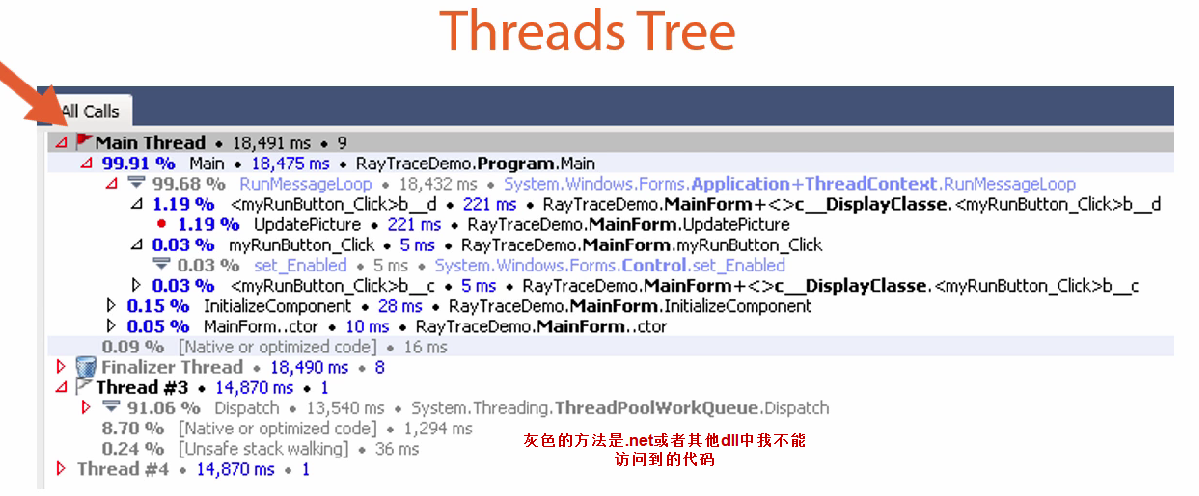 Threads Tree
All Calls
Main Thread • 18,491 ms • 9
99.91 % Main • 18,475 ms • RayTraceDemo.Program.Main
99.68 % RunMessageLoop • 18,432 ms • System.Windows.Forms.Application+ThreadContext.RunMessageLoop
1.19 % <myRunButton_Click>b__d • 221 ms • RayTraceDemo.MainForm+<>c__DisplayClasse.<myRunButton_Click>b__d
1.19 % UpdatePicture • 221 ms • RayTraceDemo.MainForm.UpdatePicture
0.03 % myRunButton_Click • 5 ms • RayTraceDemo.MainForm.myRunButton_Click
0.03 % set_Enabled • 5 ms • System.Windows.Forms.Control.set_Enabled
0.03 % <myRunButton_Click>b__c • 5 ms • RayTraceDemo.MainForm+<>c__DisplayClasse.<myRunButton_Click>b__c
0.15 % InitializeComponent • 28 ms • RayTraceDemo.MainForm.InitializeComponent
0.05 % MainForm..ctor • 10 ms • RayTraceDemo.MainForm..ctor
0.09 % [Native or optimized code] • 16 ms
Finalizer Thread • 18,490 ms • 8
Thread #3 • 14,870 ms • 1
91.06 % Dispatch • 13,540 ms • System.Threading.ThreadPoolWorkQueue.Dispatch
8.70 % [Native or optimized code] • 1,294 ms
0.24 % [Unsafe stack walking] • 36 ms
灰色的方法是.net或者其他dll中我不能
访问到的代码
Thread #4 • 14,870 ms • 1